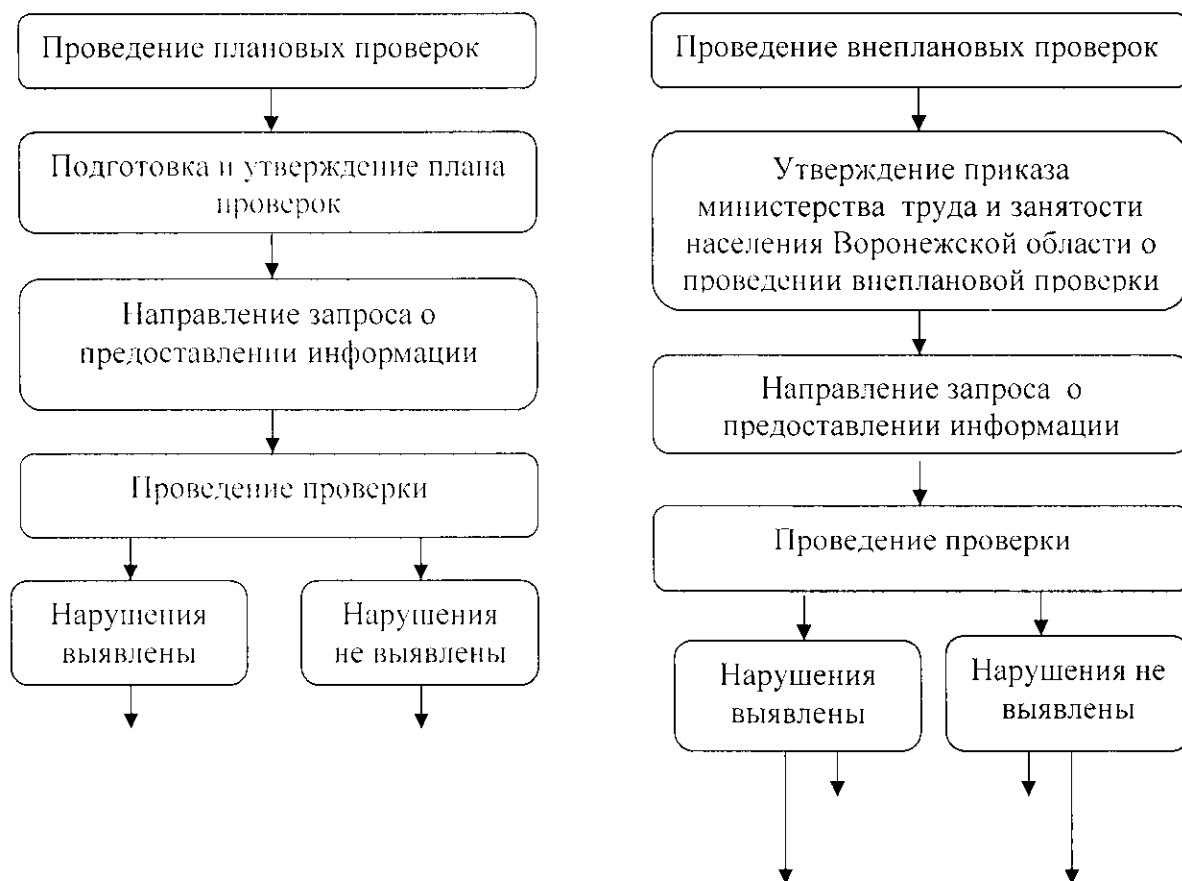 Проведение плановых проверок
Подготовка и утверждение плана
проверок
Направление запроса о
предоставлении информации
Проведение проверки
Нарушения
выявлены
Нарушения
не выявлены
Проведение внеплановых проверок
Утверждение приказа
министерства труда и занятости
населения Воронежской области о
проведении внеплановой проверки
Направление запроса о
предоставлении информации
Проведение проверки
Нарушения
выявлены
Нарушения не
выявлены